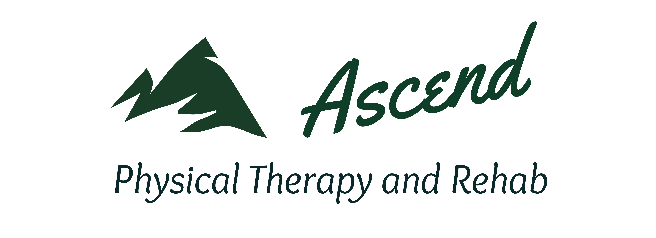 Ascend
Physical Therapy and Rehab